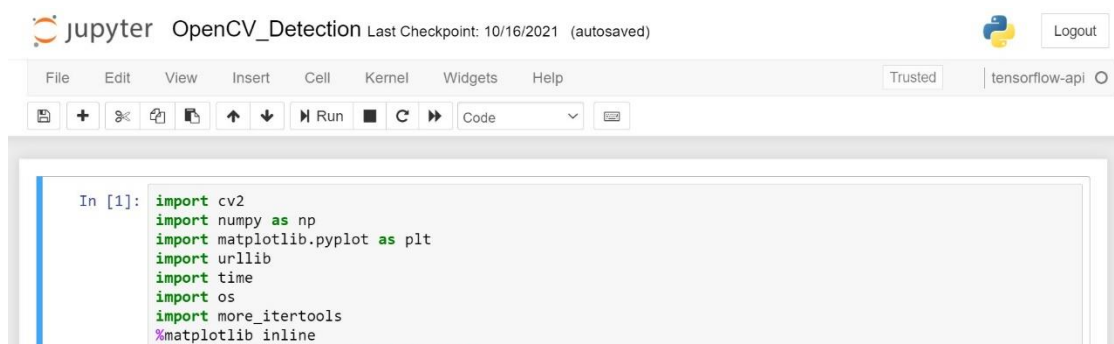 jupyter OpenCV_Detection Last Checkpoint: 10/16/2021 (autosaved) Logout
File Edit View Insert Cell Kernel Widgets Help Trusted tensorflow-api
Run Code
In [1]: import cv2
import numpy as np
import matplotlib.pyplot as plt
import urllib
import time
import os
import more_itertools
%matplotlib inline